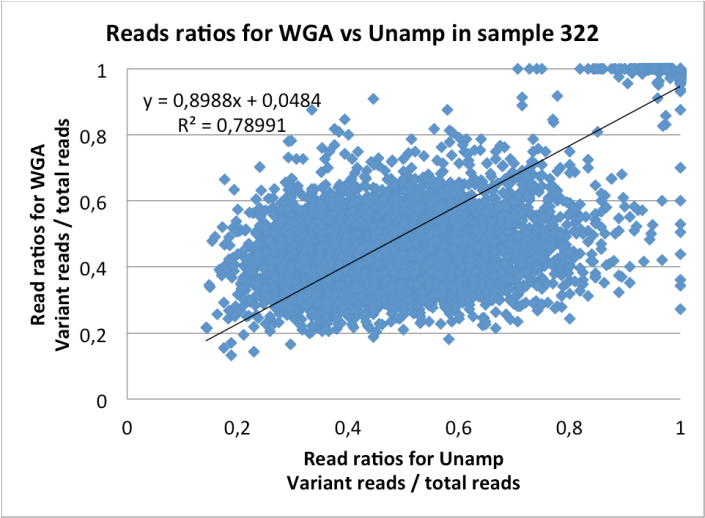 Reads ratios for WGA vs Unamp in sample 322
y = 0,8988x + 0,0484
R² = 0,78991
Read ratios for WGA
Variant reads / total reads
1
0,8
0,6
0,4
0,2
0
0 0,2 0,4 0,6 0,8 1
Read ratios for Unamp
Variant reads / total reads